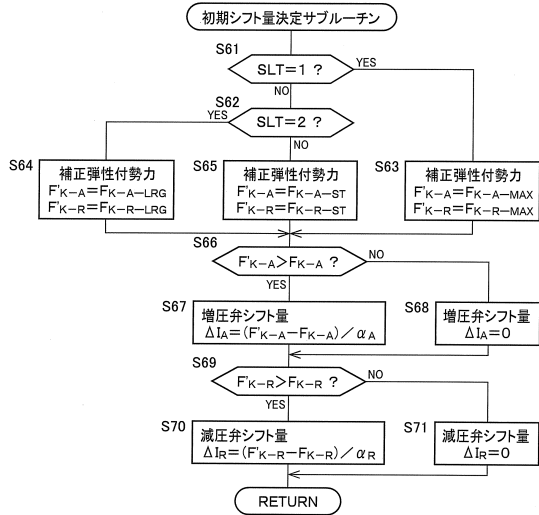 初期シフト量決定サブルーチン
S61
SLT=1 ?
YES
NO
S62
SLT=2 ?
YES
NO
S64
補正弾性付勢力
F'K-A=FK-A-LRG
F'K-R=FK-R-LRG
S65
補正弾性付勢力
F'K-A=FK-A-ST
F'K-R=FK-R-ST
S63
補正弾性付勢力
F'K-A=FK-A-MAX
F'K-R=FK-R-MAX
S66
F'K-A>FK-A ?
NO
YES
S67
増圧弁シフト量
ΔIA=(F'K-A-FK-A)/αA
S68
増圧弁シフト量
ΔIA=0
S69
F'K-R>FK-R ?
NO
YES
S70
減圧弁シフト量
ΔIR=(F'K-R-FK-R)/αR
S71
減圧弁シフト量
ΔIR=0
RETURN